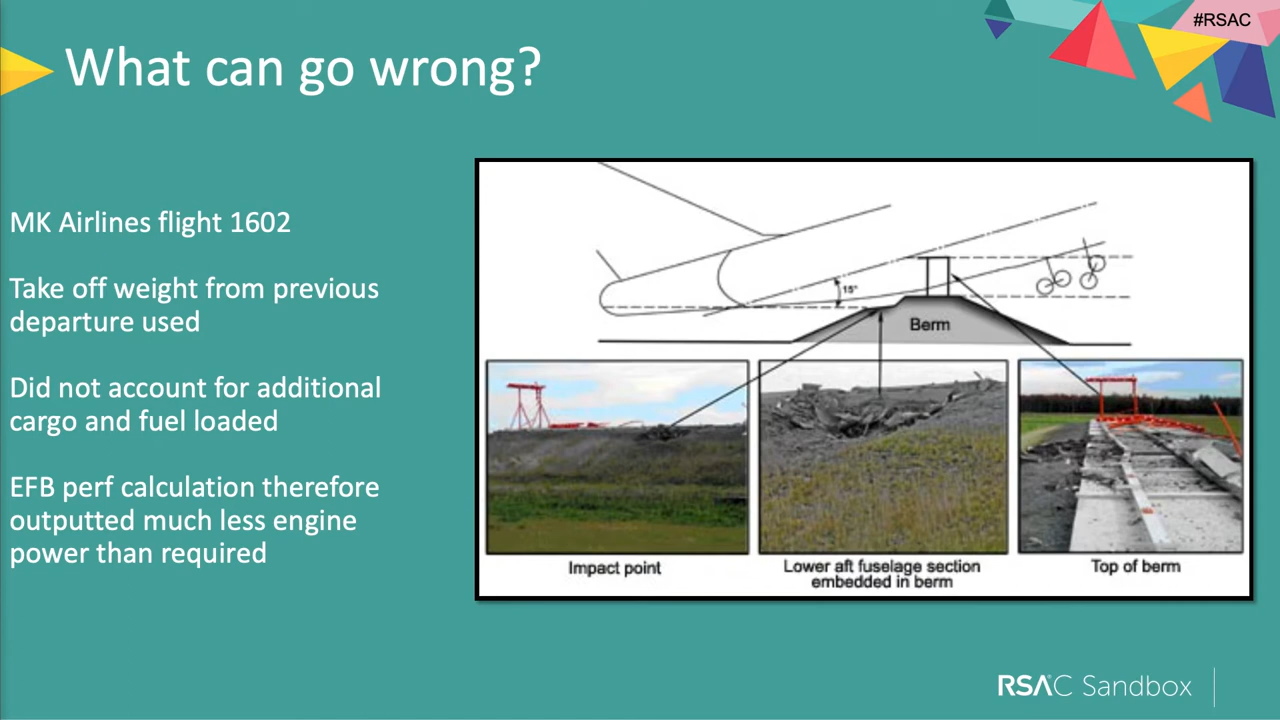 #RSAC
What can go wrong?
MK Airlines flight 1602
Take off weight from previous
departure used
Did not account for additional
cargo and fuel loaded
EFB perf calculation therefore
outputted much less engine
power than required
15°
Berm
Impact point
Lower aft fuselage section
embedded in berm
Top of berm
RSAC Sandbox